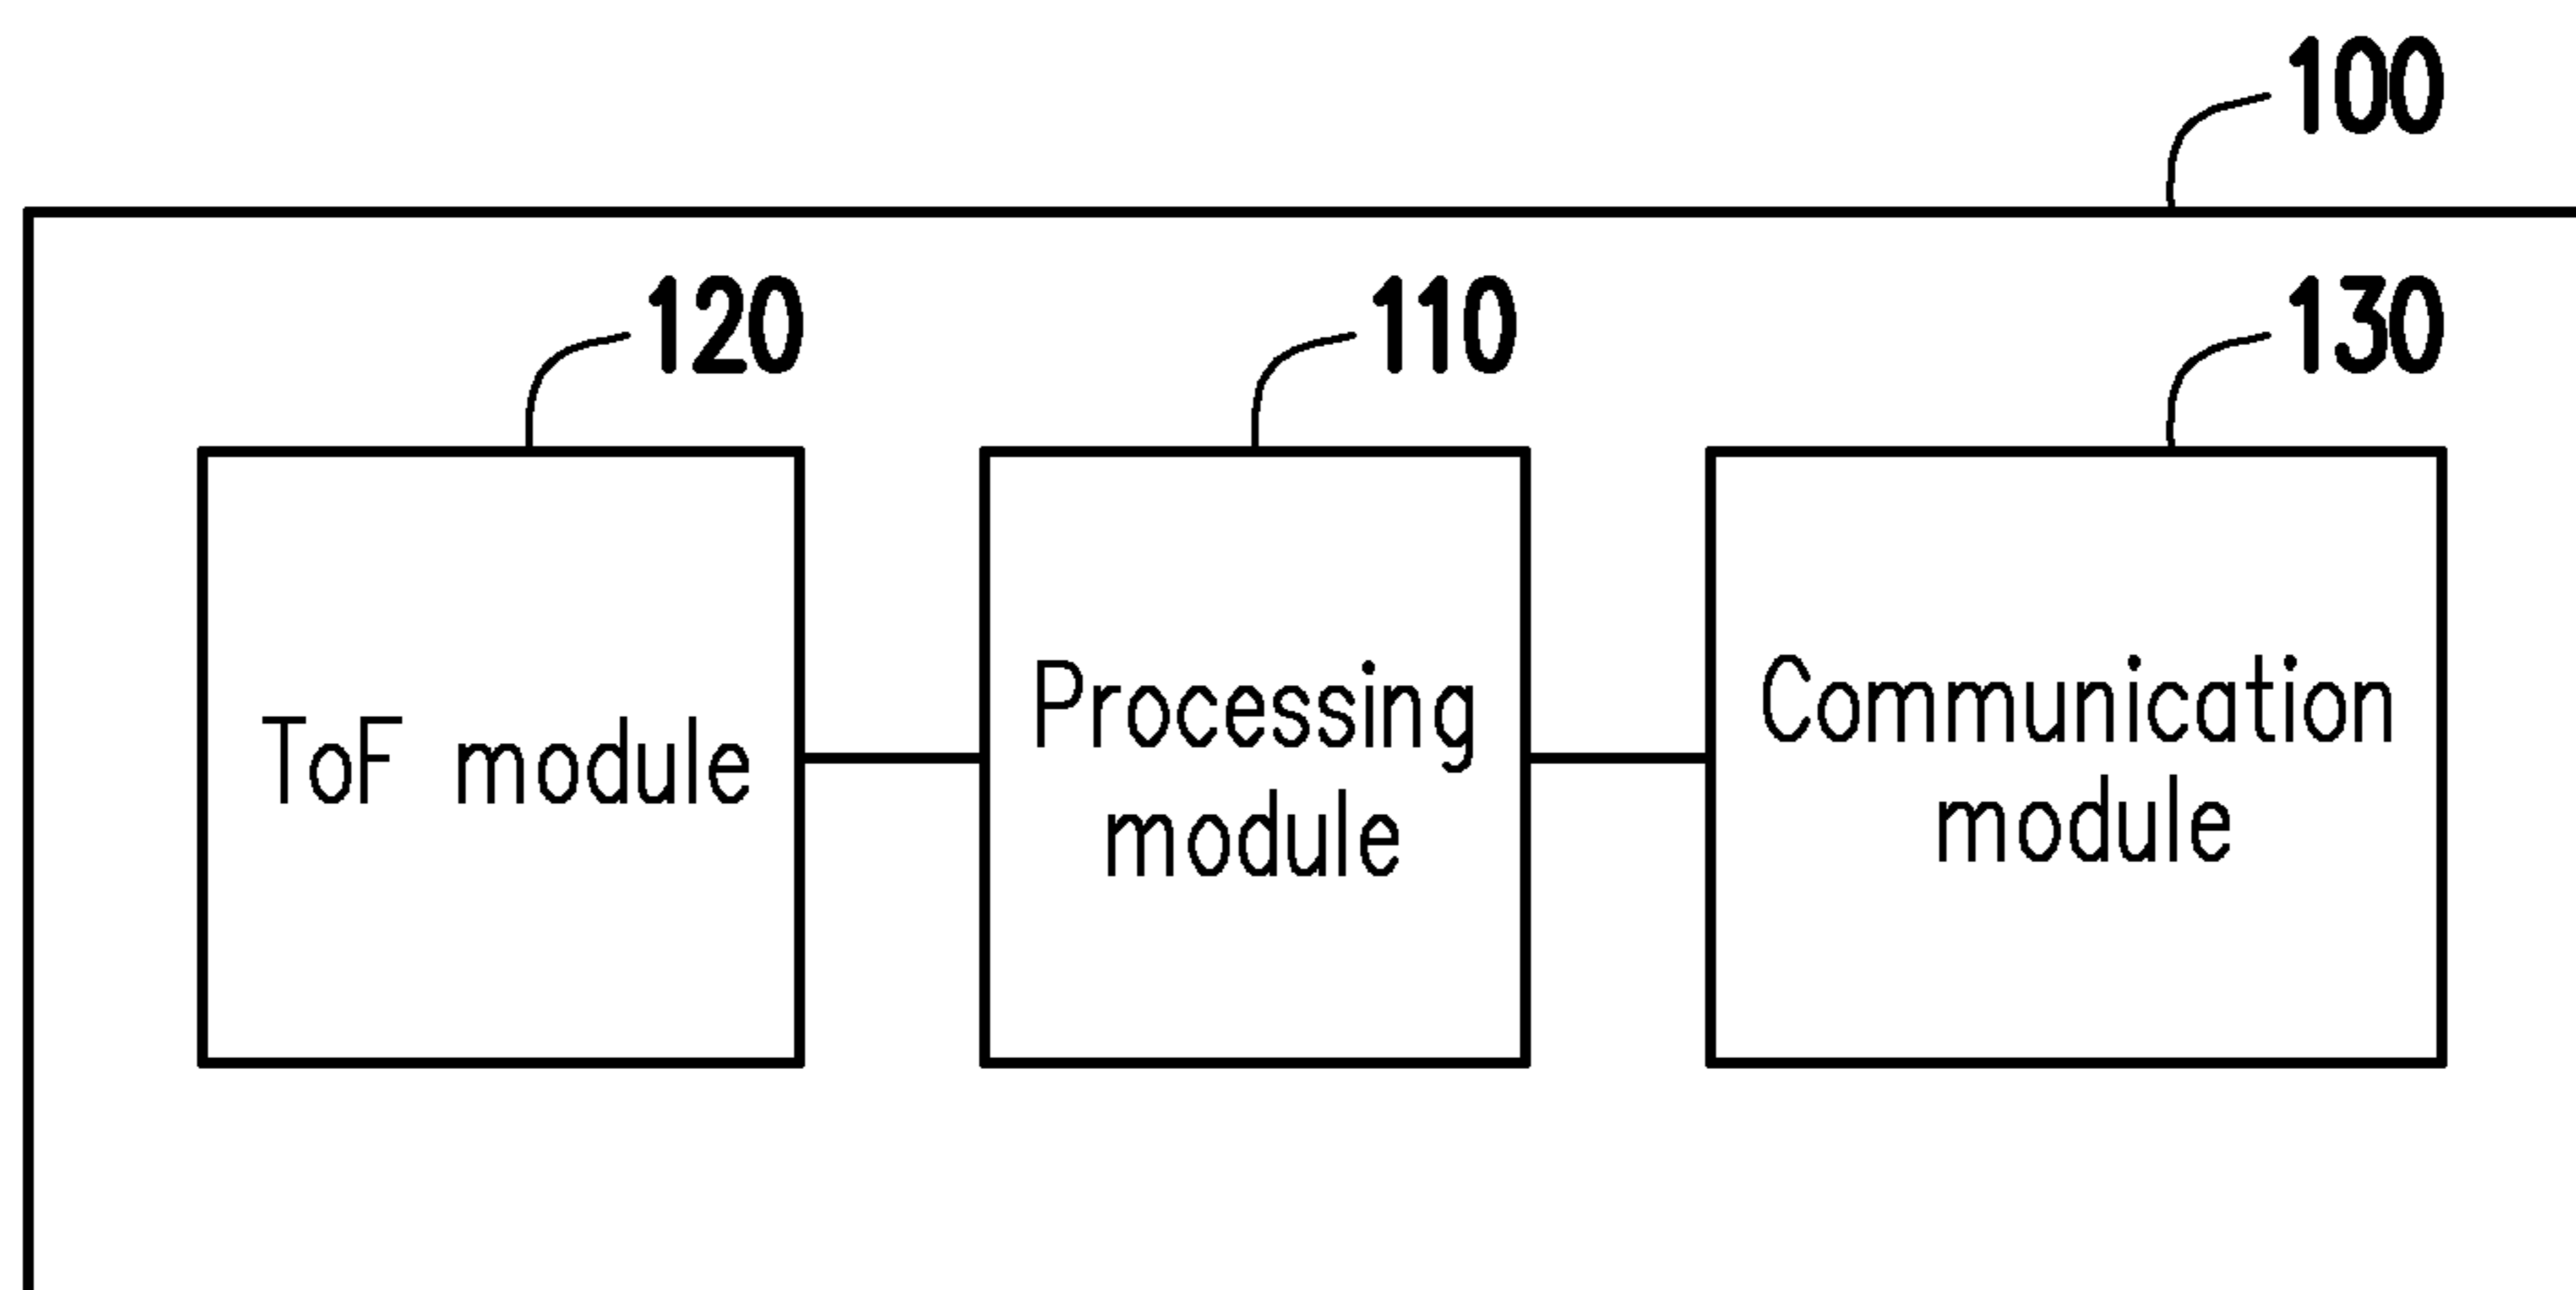 100
120
110
130
ToF module
Processing
module
Communication
module